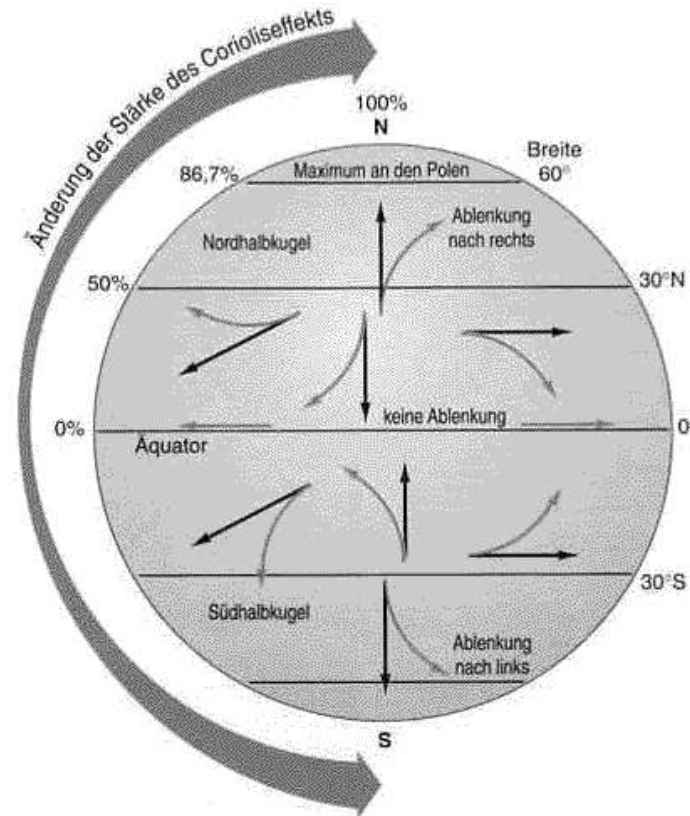 Änderung der Stärke des Corioliseffekts
100%
N
86,7%
Maximum an den Polen
Breite
60°
Nordhalbkugel
Ablenkung
nach rechts
50%
30°N
0%
keine Ablenkung
0
Äquator
30°S
Südhalbkugel
Ablenkung
nach links
S